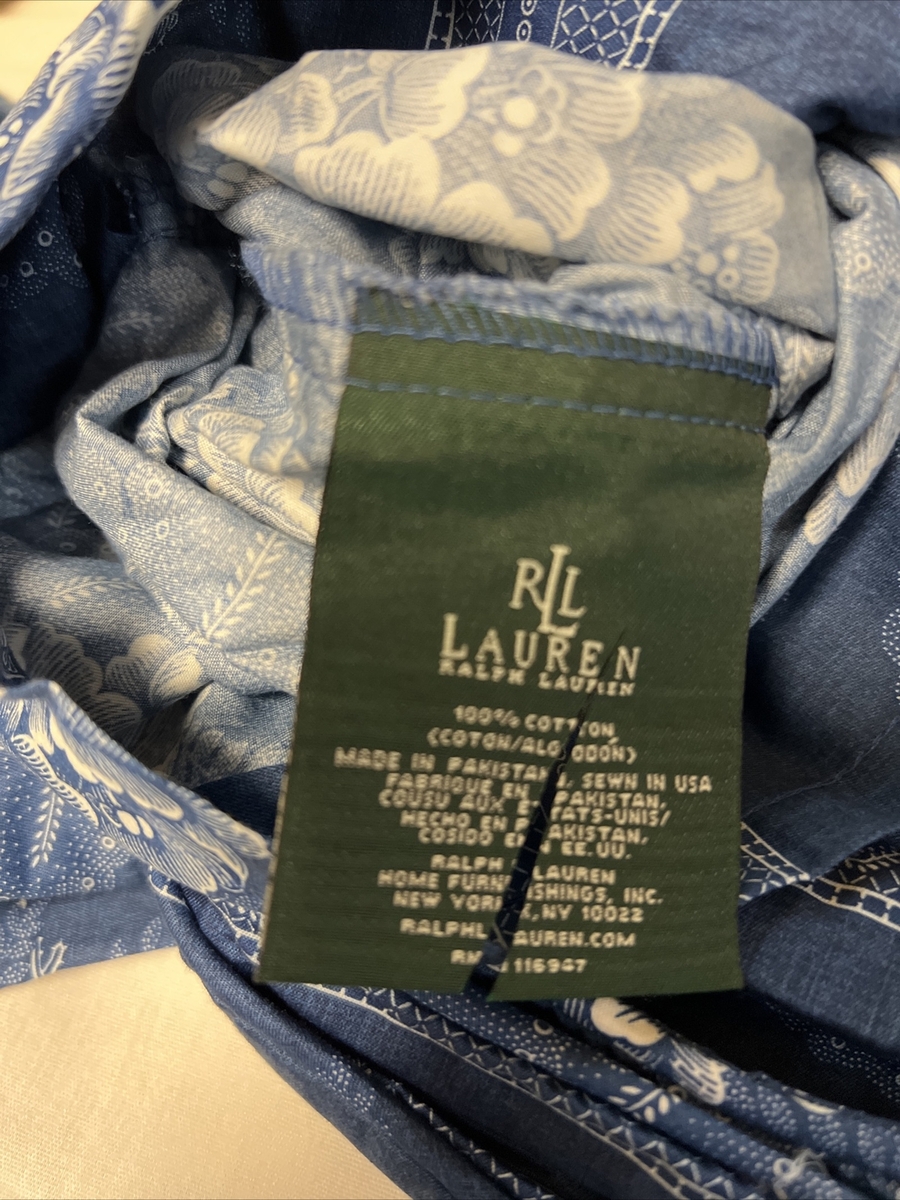 RLL
LAUREN
RALPH LAUREN
100% COTTON
(COTON/ALGODON)
MADE IN PAKISTAN, SEWN IN USA
FABRIQUE EN PAKISTAN,
COUSU AUX ETATS-UNIS/
HECHO EN PAKISTAN,
COSIDO EN EE.UU.
RALPH LAUREN
HOME FURNISHINGS, INC.
NEW YORK, NY 10022
RALPHLAUREN.COM
116947